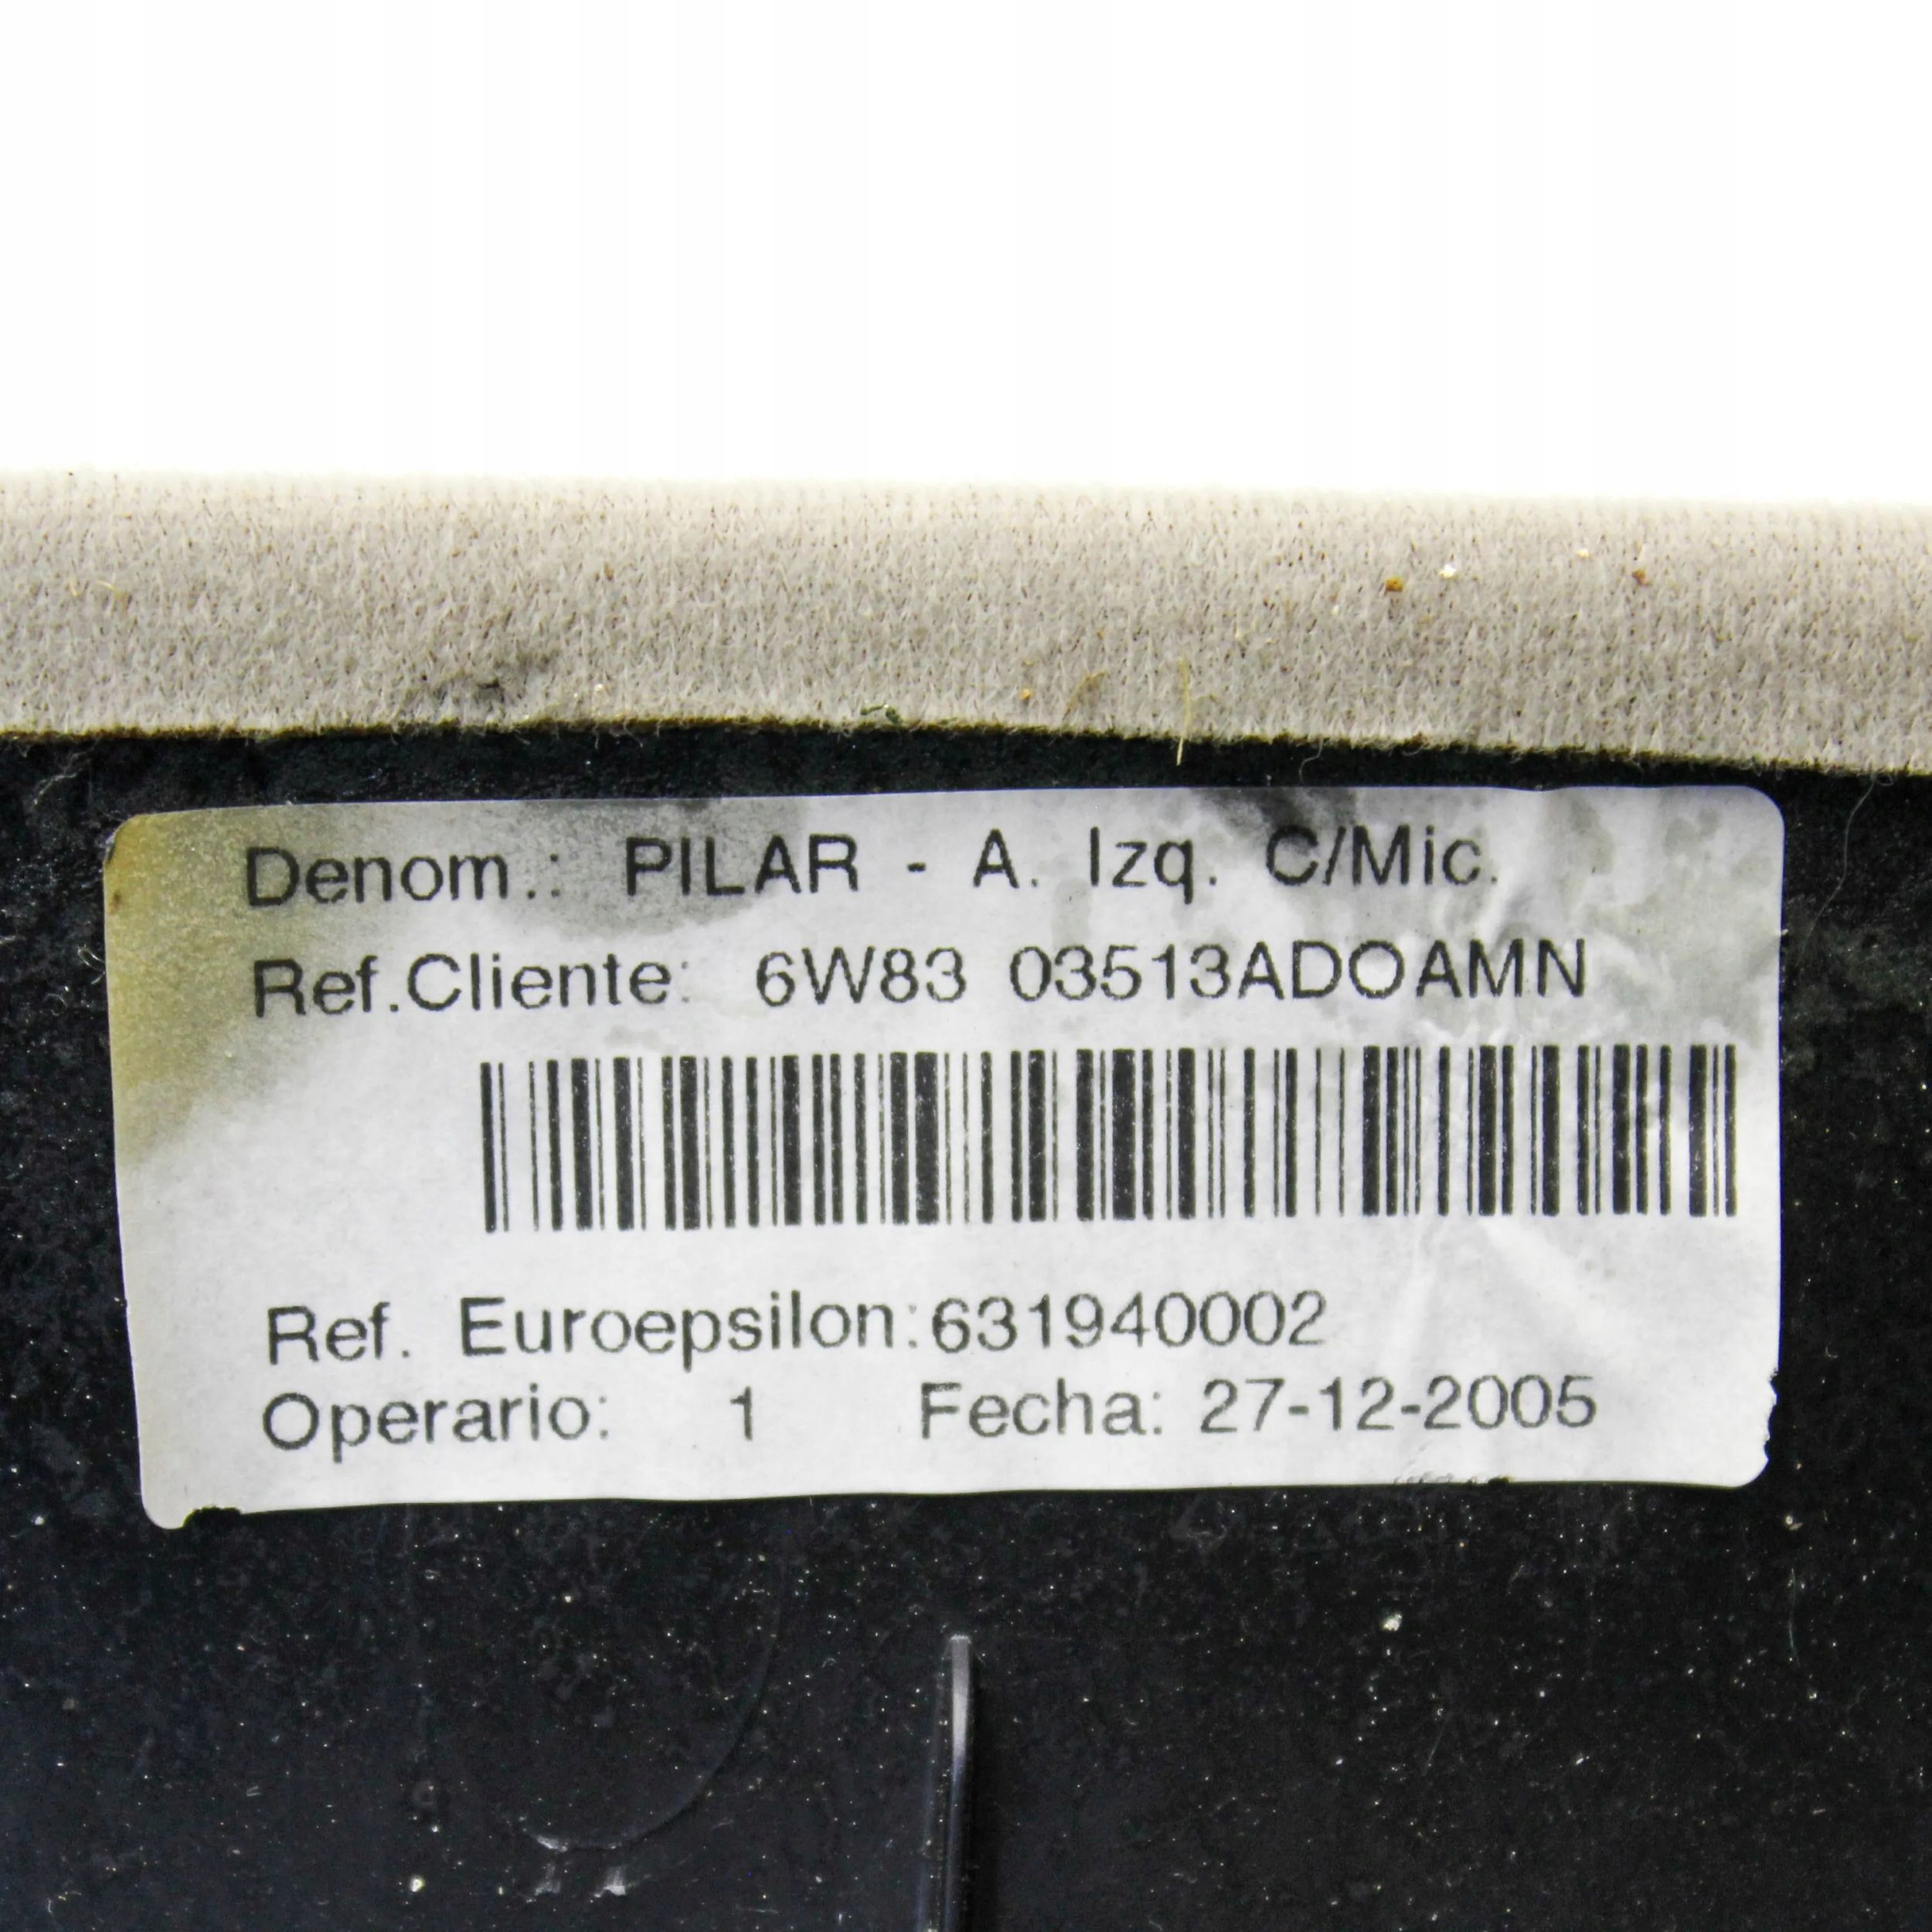 Denom.: PILAR - A. Izq. C/Mic.
Ref.Cliente: 6W83 03513ADOAMN
Ref. Euroepsilon:631940002
Operario: 1 Fecha: 27-12-2005